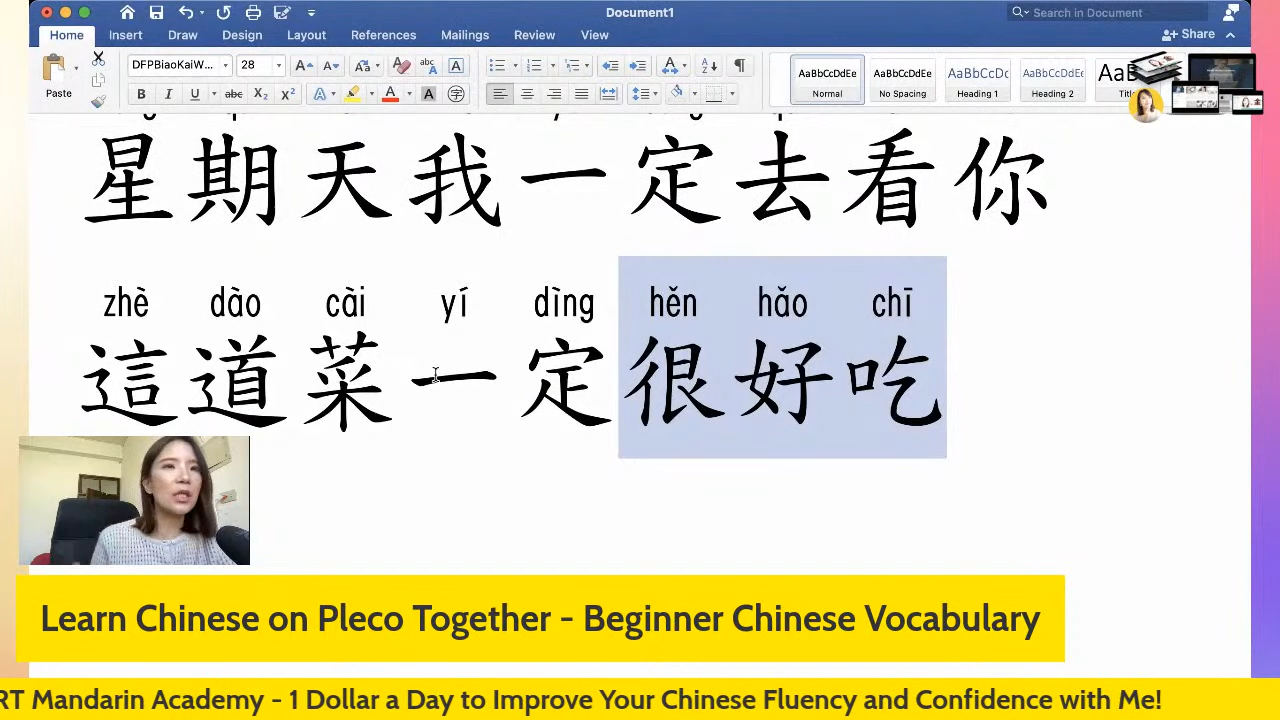 Document1
Search in Document
Home Insert Draw Design Layout References Mailings Review View
Share
Paste
DFPBiaoKaiW...
28
AaBbCcDdEe
Normal
AaBbCcDdEe
No Spacing
AaBbCcDc
Heading 1
AaBbCcDdEe
Heading 2
星期天我一定去看你
zhè dào cài yí dìng hěn hǎo chī
這道菜一定很好吃
Learn Chinese on Pleco Together - Beginner Chinese Vocabulary
RT Mandarin Academy - 1 Dollar a Day to Improve Your Chinese Fluency and Confidence with Me!